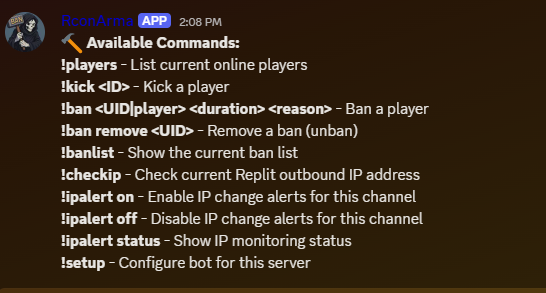 BAN
RconArma APP 2:08 PM
🔨 Available Commands:
!players - List current online players
!kick <ID> - Kick a player
!ban <UID|player> <duration> <reason> - Ban a player
!ban remove <UID> - Remove a ban (unban)
!banlist - Show the current ban list
!checkip - Check current Replit outbound IP address
!ipalert on - Enable IP change alerts for this channel
!ipalert off - Disable IP change alerts for this channel
!ipalert status - Show IP monitoring status
!setup - Configure bot for this server